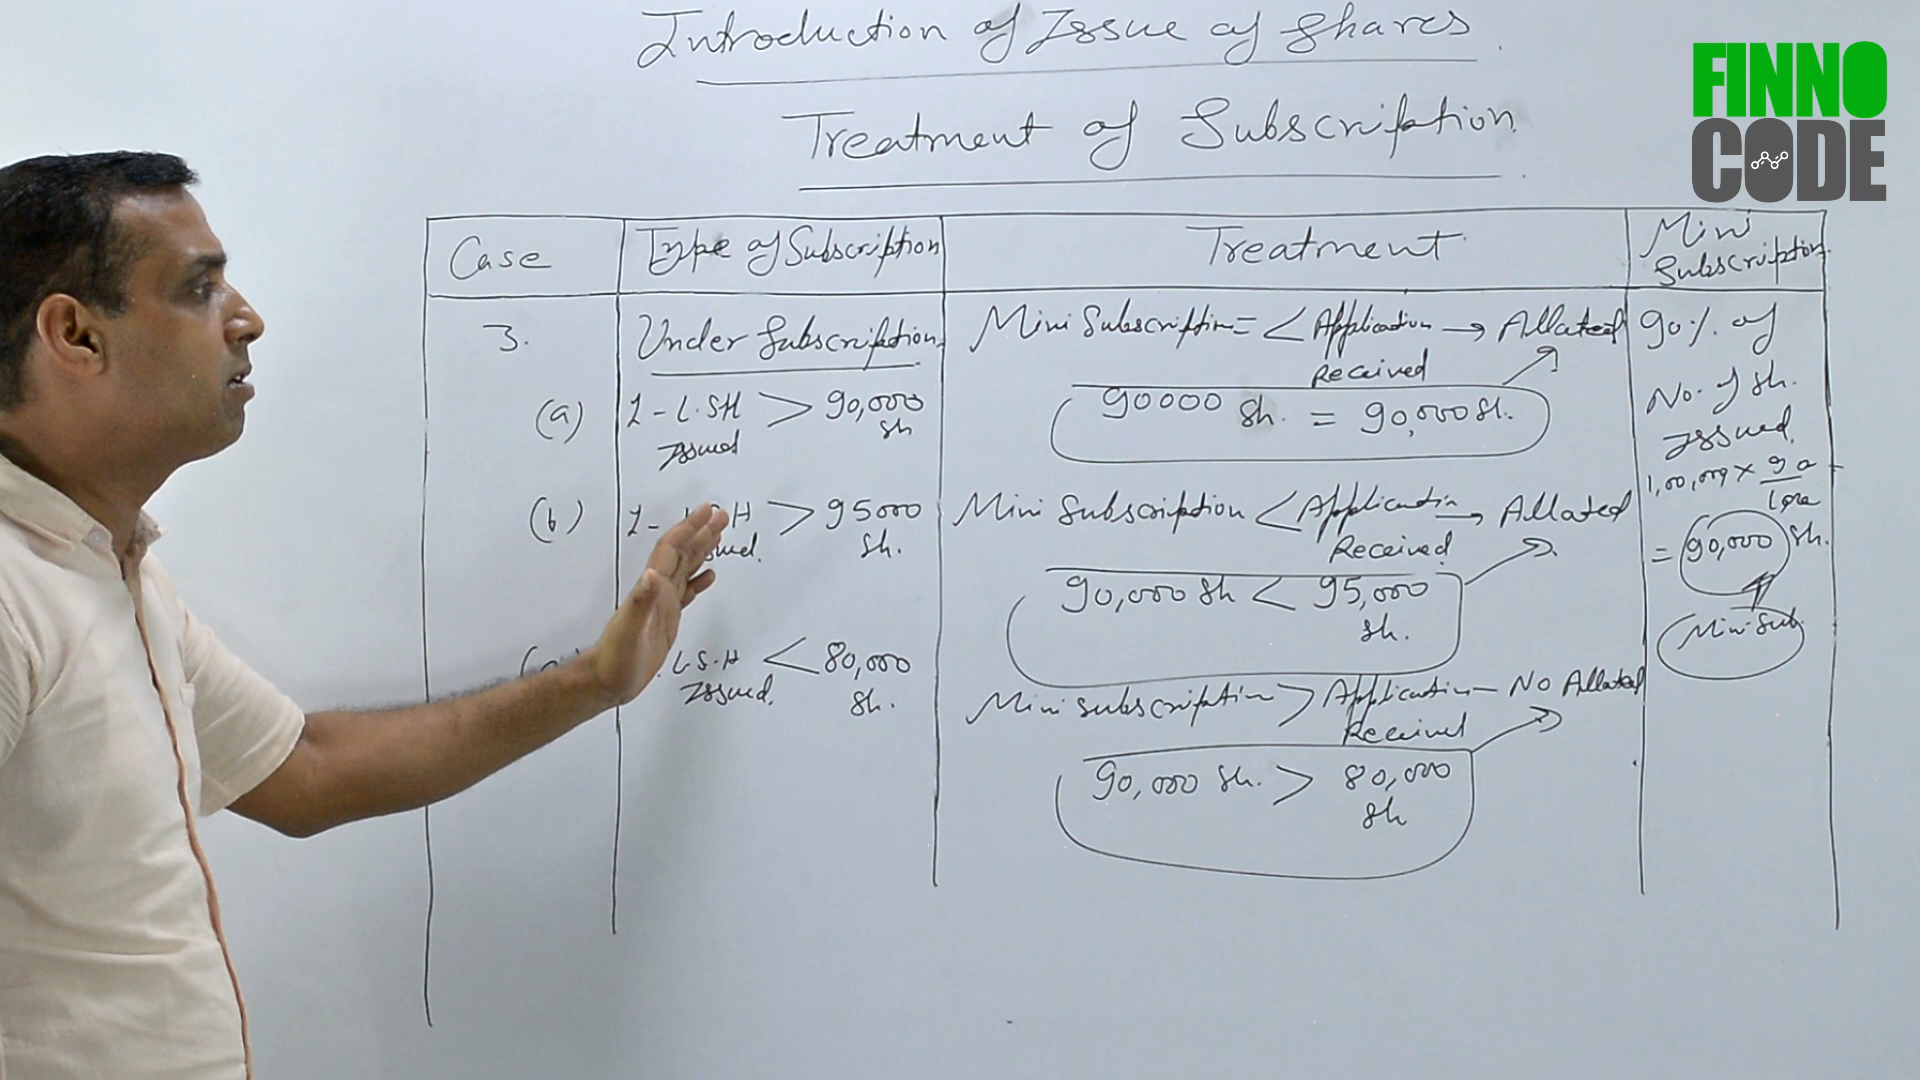 Introduction of Issue of Shares.
Treatment of Subscription
FINNO
CODE
Case
Type of Subscription
Treatment
Mini
Subscription
3.
Under Subscription
Mini Subscription = < Application → Allated
Received
90% of
No. of Sh.
Issued.
(a)
1-L.SH > 90,000
Issued
Sh
90000 Sh. = 90,000 Sh.
1,00,000 x 90
= 90,000 Sh.
Mini Sub.
(b)
> 95000
Sh.
Mini Subscription < Application → Allated
Received
90,000 Sh < 95,000
Sh.
L S.H < 80,000
Issued.
Sh.
Mini subscription > Application - No Allated
Received
90,000 Sh. > 80,000
Sh